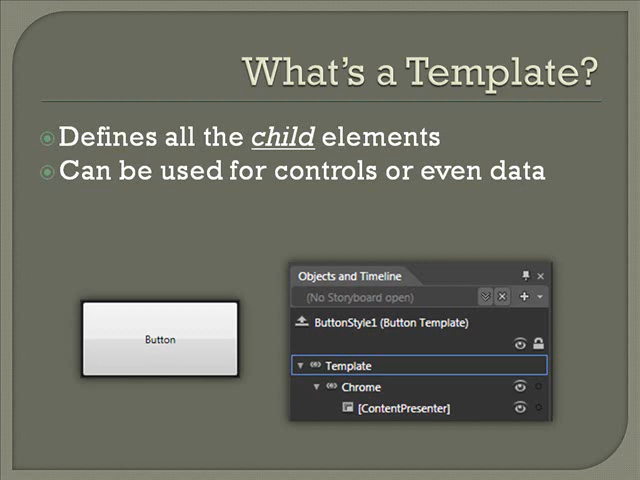 What's a Template?
Defines all the child elements
Can be used for controls or even data
Button
Objects and Timeline
(No Storyboard open)
ButtonStyle1 (Button Template)
Template
Chrome
[ContentPresenter]